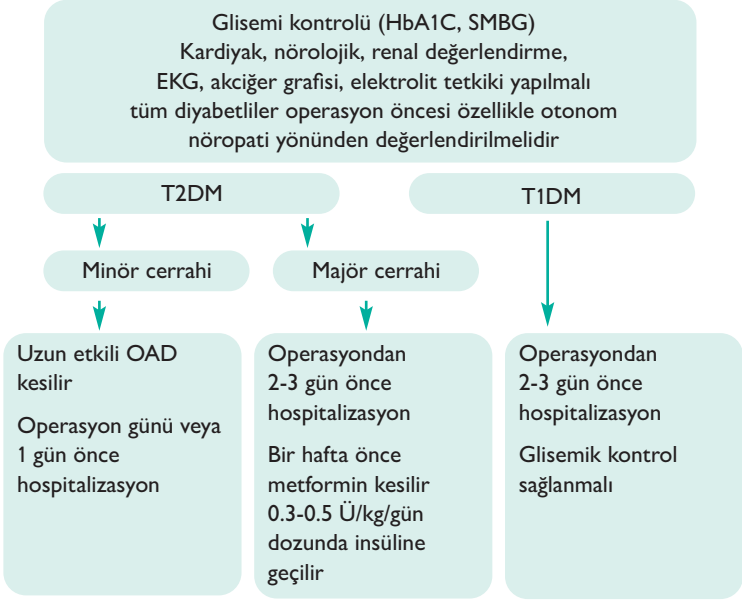 Glisemi kontrolü (HbA1C, SMBG)
Kardiyak, nörolojik, renal değerlendirme,
EKG, akciğer grafisi, elektrolit tetkiki yapılmalı
tüm diyabetliler operasyon öncesi özellikle otonom
nöropati yönünden değerlendirilmelidir
T2DM
T1DM
Minör cerrahi
Majör cerrahi
Uzun etkili OAD
kesilir
Operasyon günü veya
1 gün önce
hospitalizasyon
Operasyondan
2-3 gün önce
hospitalizasyon
Bir hafta önce
metformin kesilir
0.3-0.5 Ü/kg/gün
dozunda insüline
geçilir
Operasyondan
2-3 gün önce
hospitalizasyon
Glisemik kontrol
sağlanmalı